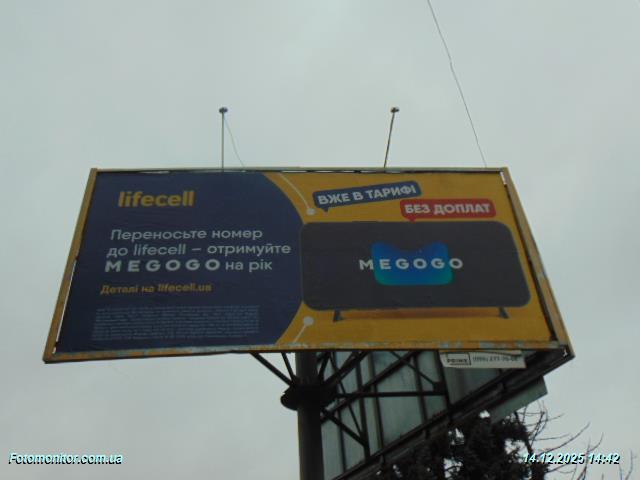 lifecell
ВЖЕ В ТАРИФІ
БЕЗ ДОПЛАТ
Переносьте номер
до lifecell – отримуйте
MEGOGO на рік
Деталі на lifecell.ua
MEGOGO
PRIME
Fotomonitor.com.ua
14.12.2025 14:42